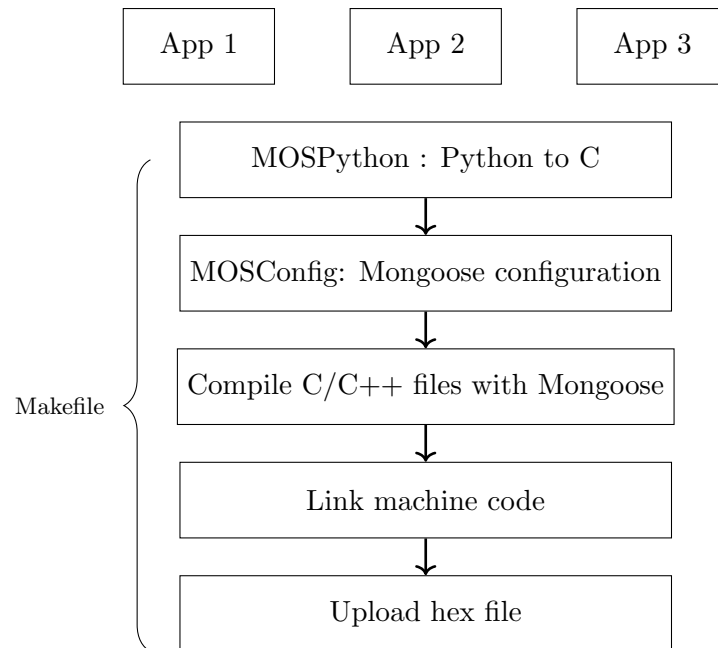 App 1
App 2
App 3
MOSPython : Python to C
MOSConfig: Mongoose configuration
Compile C/C++ files with Mongoose
Makefile
Link machine code
Upload hex file